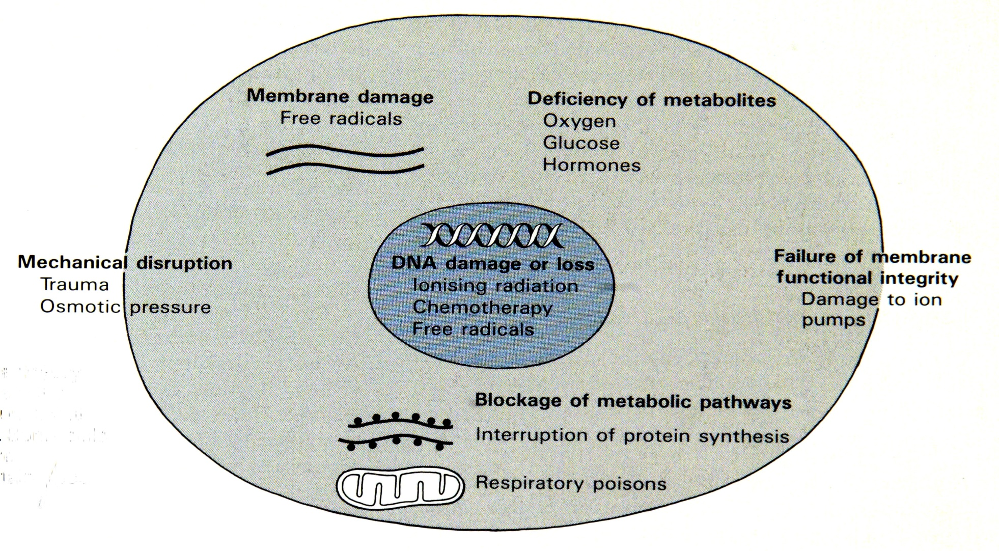 Membrane damage
Free radicals
Deficiency of metabolites
Oxygen
Glucose
Hormones
Mechanical disruption
Trauma
Osmotic pressure
DNA damage or loss
Ionising radiation
Chemotherapy
Free radicals
Failure of membrane
functional integrity
Damage to ion
pumps
Blockage of metabolic pathways
Interruption of protein synthesis
Respiratory poisons